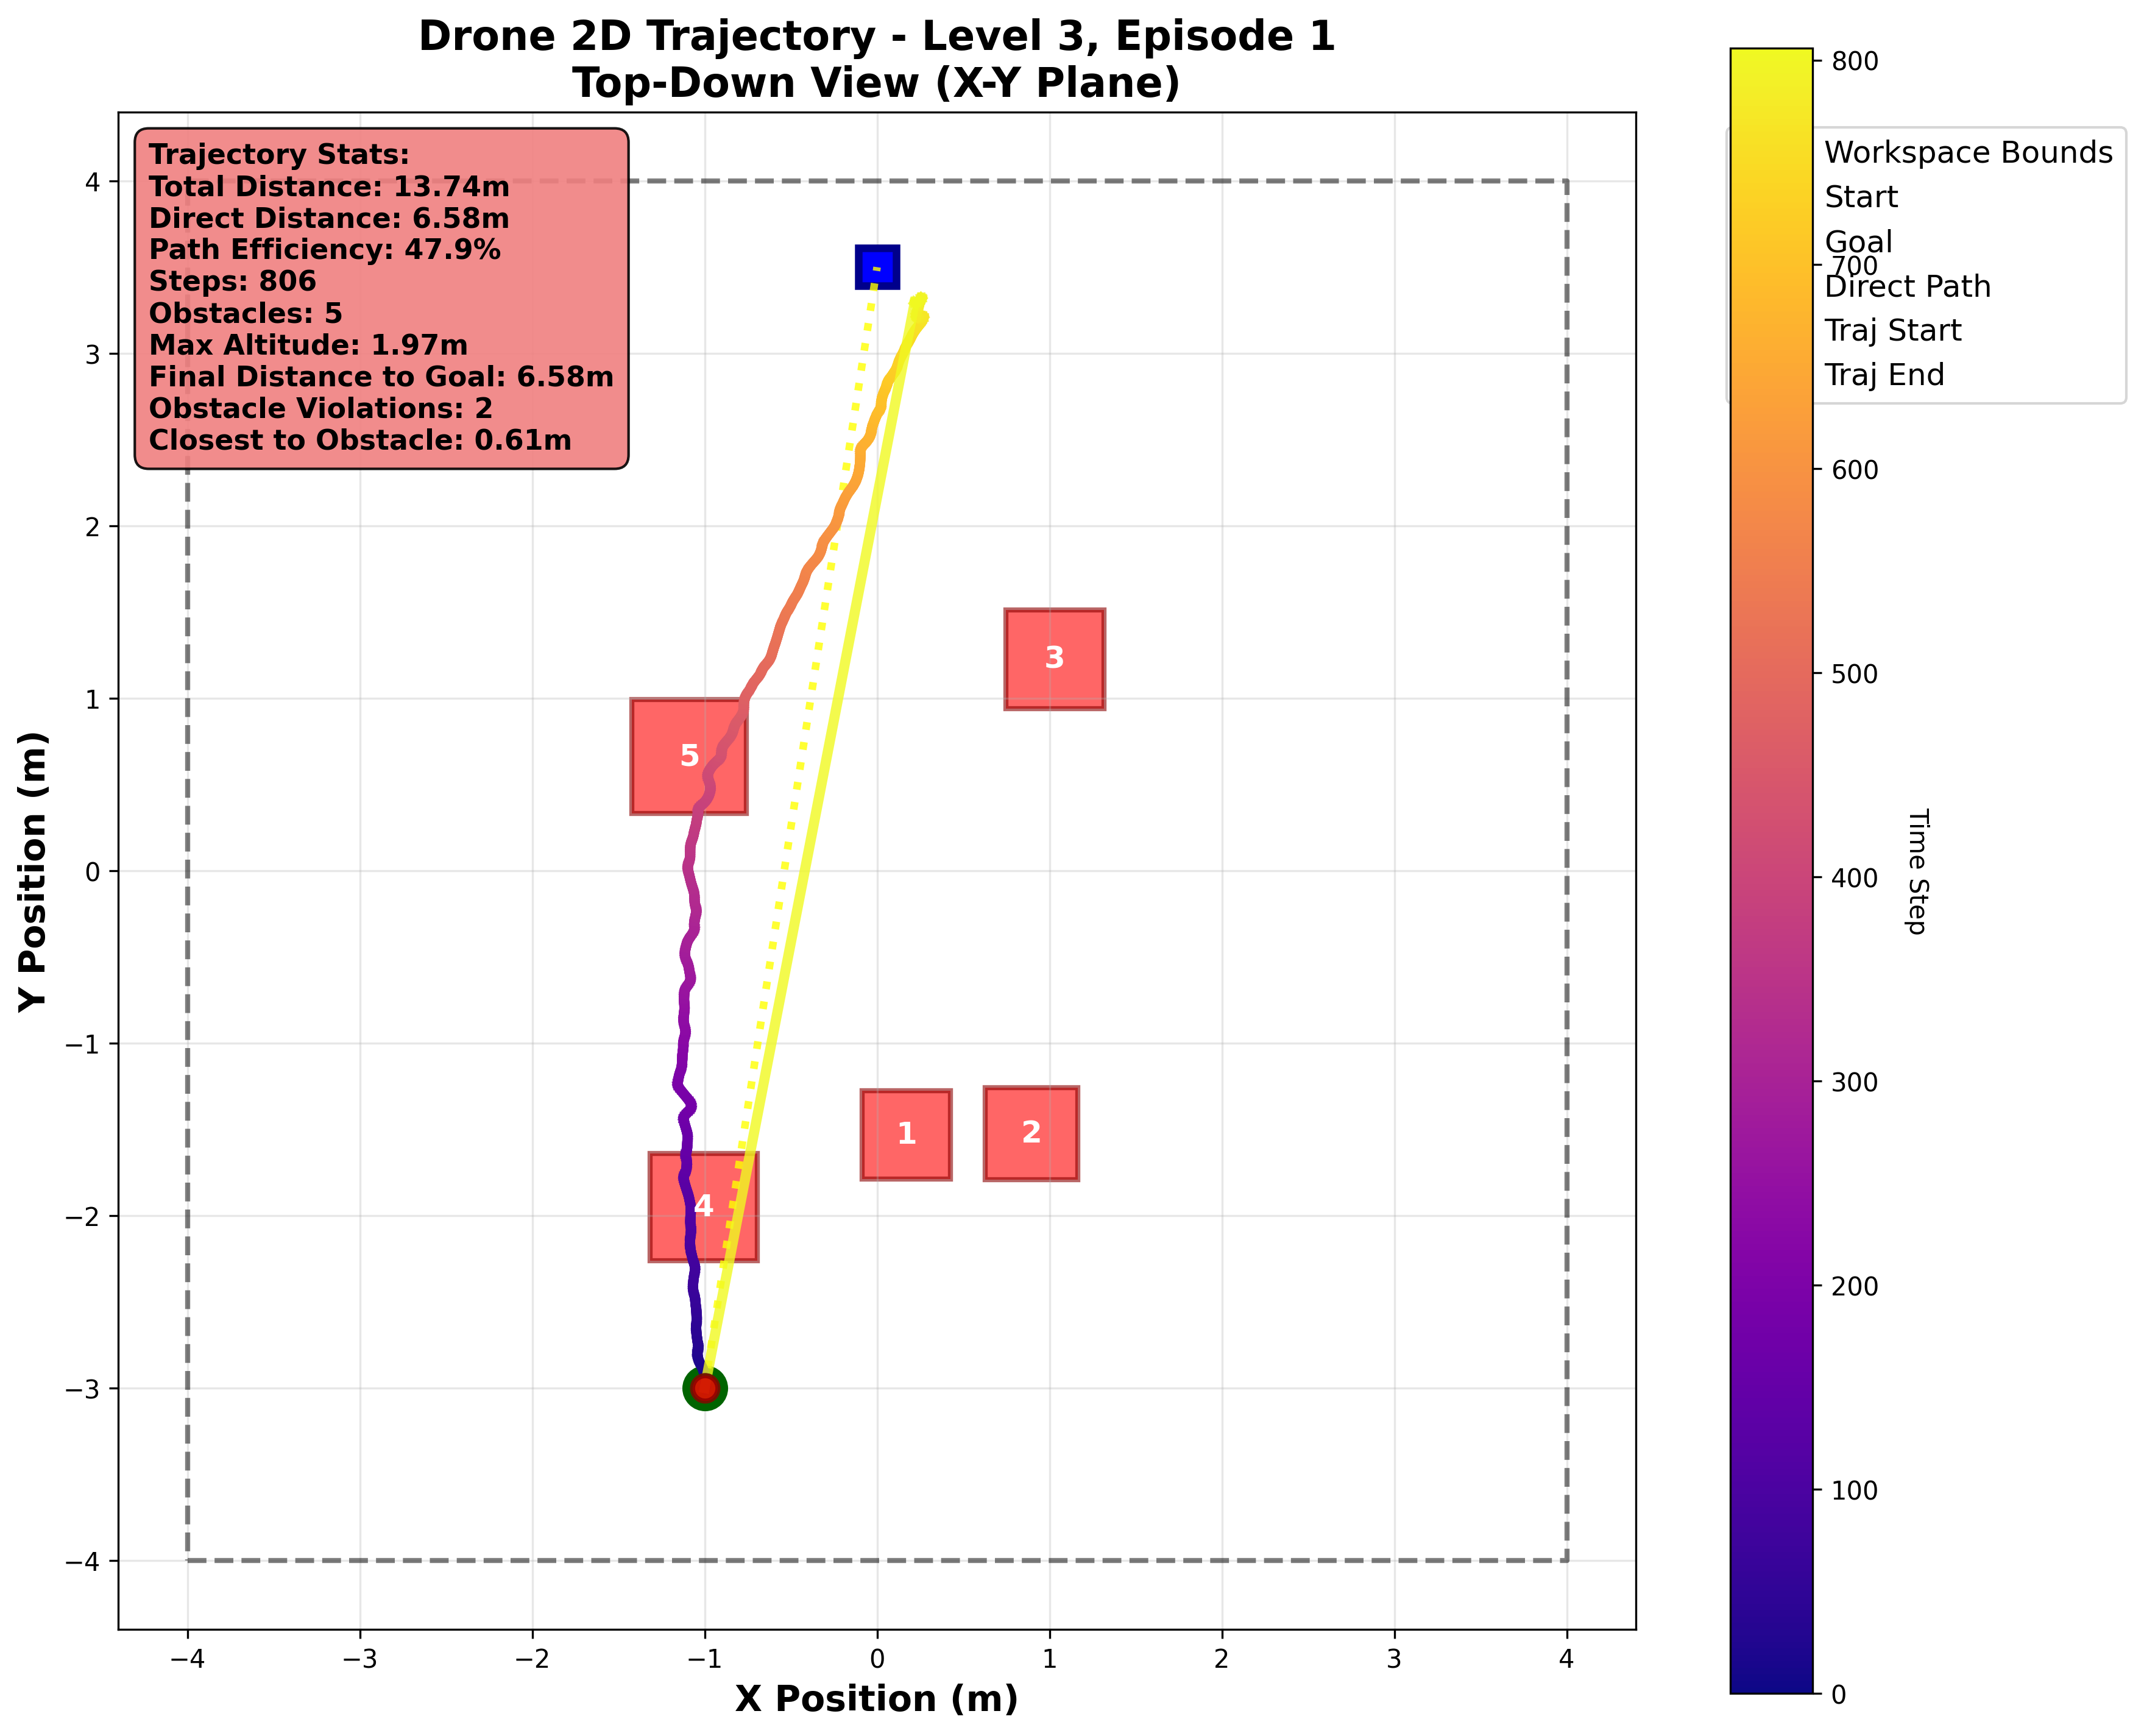 Drone 2D Trajectory - Level 3, Episode 1
Top-Down View (X-Y Plane)
Trajectory Stats:
Total Distance: 13.74m
Direct Distance: 6.58m
Path Efficiency: 47.9%
Steps: 806
Obstacles: 5
Max Altitude: 1.97m
Final Distance to Goal: 6.58m
Obstacle Violations: 2
Closest to Obstacle: 0.61m
Y Position (m)
4
3
2
1
0
−1
−2
−3
−4
3
5
1
2
4
−4
−3
−2
−1
0
1
2
3
4
X Position (m)
Workspace Bounds
Start
Goal
Direct Path
Traj Start
Traj End
800
700
600
500
400
300
200
100
0
Time Step